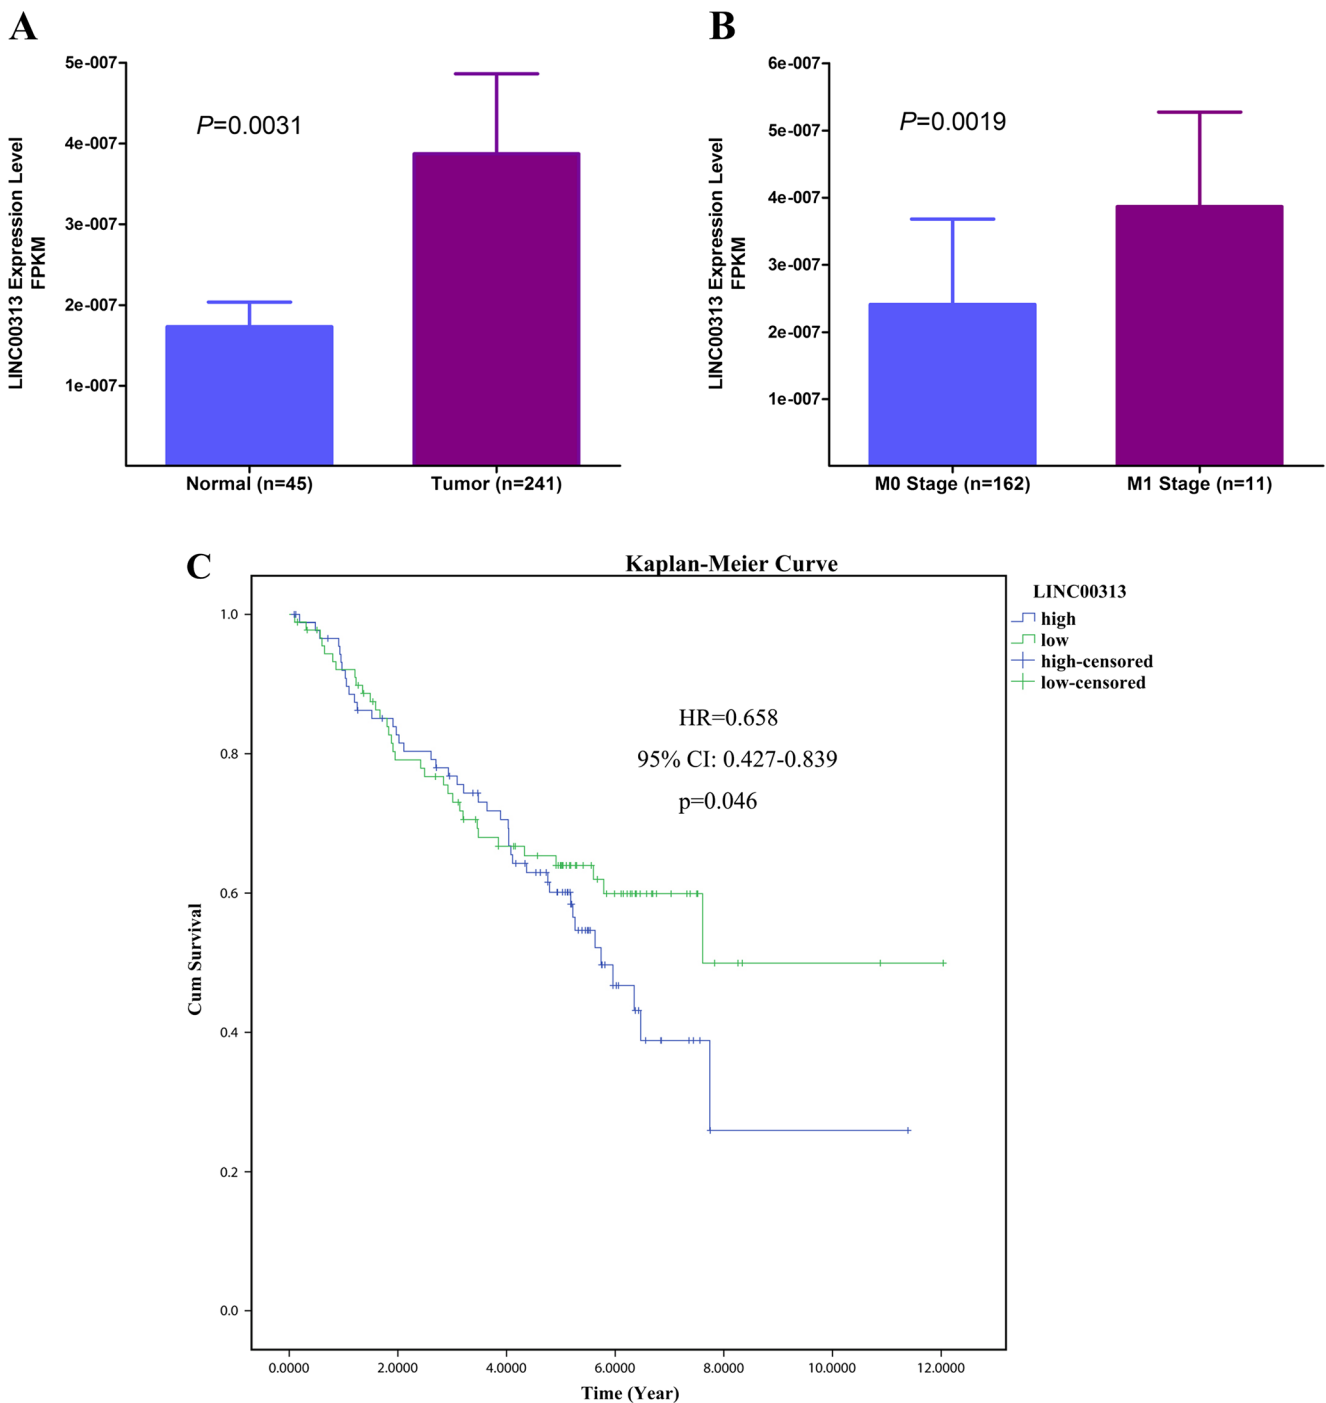 A
5e-007
4e-007
3e-007
2e-007
1e-007
LINC00313 Expression Level
FPKM
P=0.0031
Normal (n=45)
Tumor (n=241)
B
6e-007
5e-007
4e-007
3e-007
2e-007
1e-007
LINC00313 Expression Level
FPKM
P=0.0019
M0 Stage (n=162)
M1 Stage (n=11)
C
Kaplan-Meier Curve
1.0
0.8
0.6
0.4
0.2
0.0
Cum Survival
HR=0.658
95% CI: 0.427-0.839
p=0.046
LINC00313
high
low
high-censored
low-censored
0.0000
2.0000
4.0000
6.0000
8.0000
10.0000
12.0000
Time (Year)